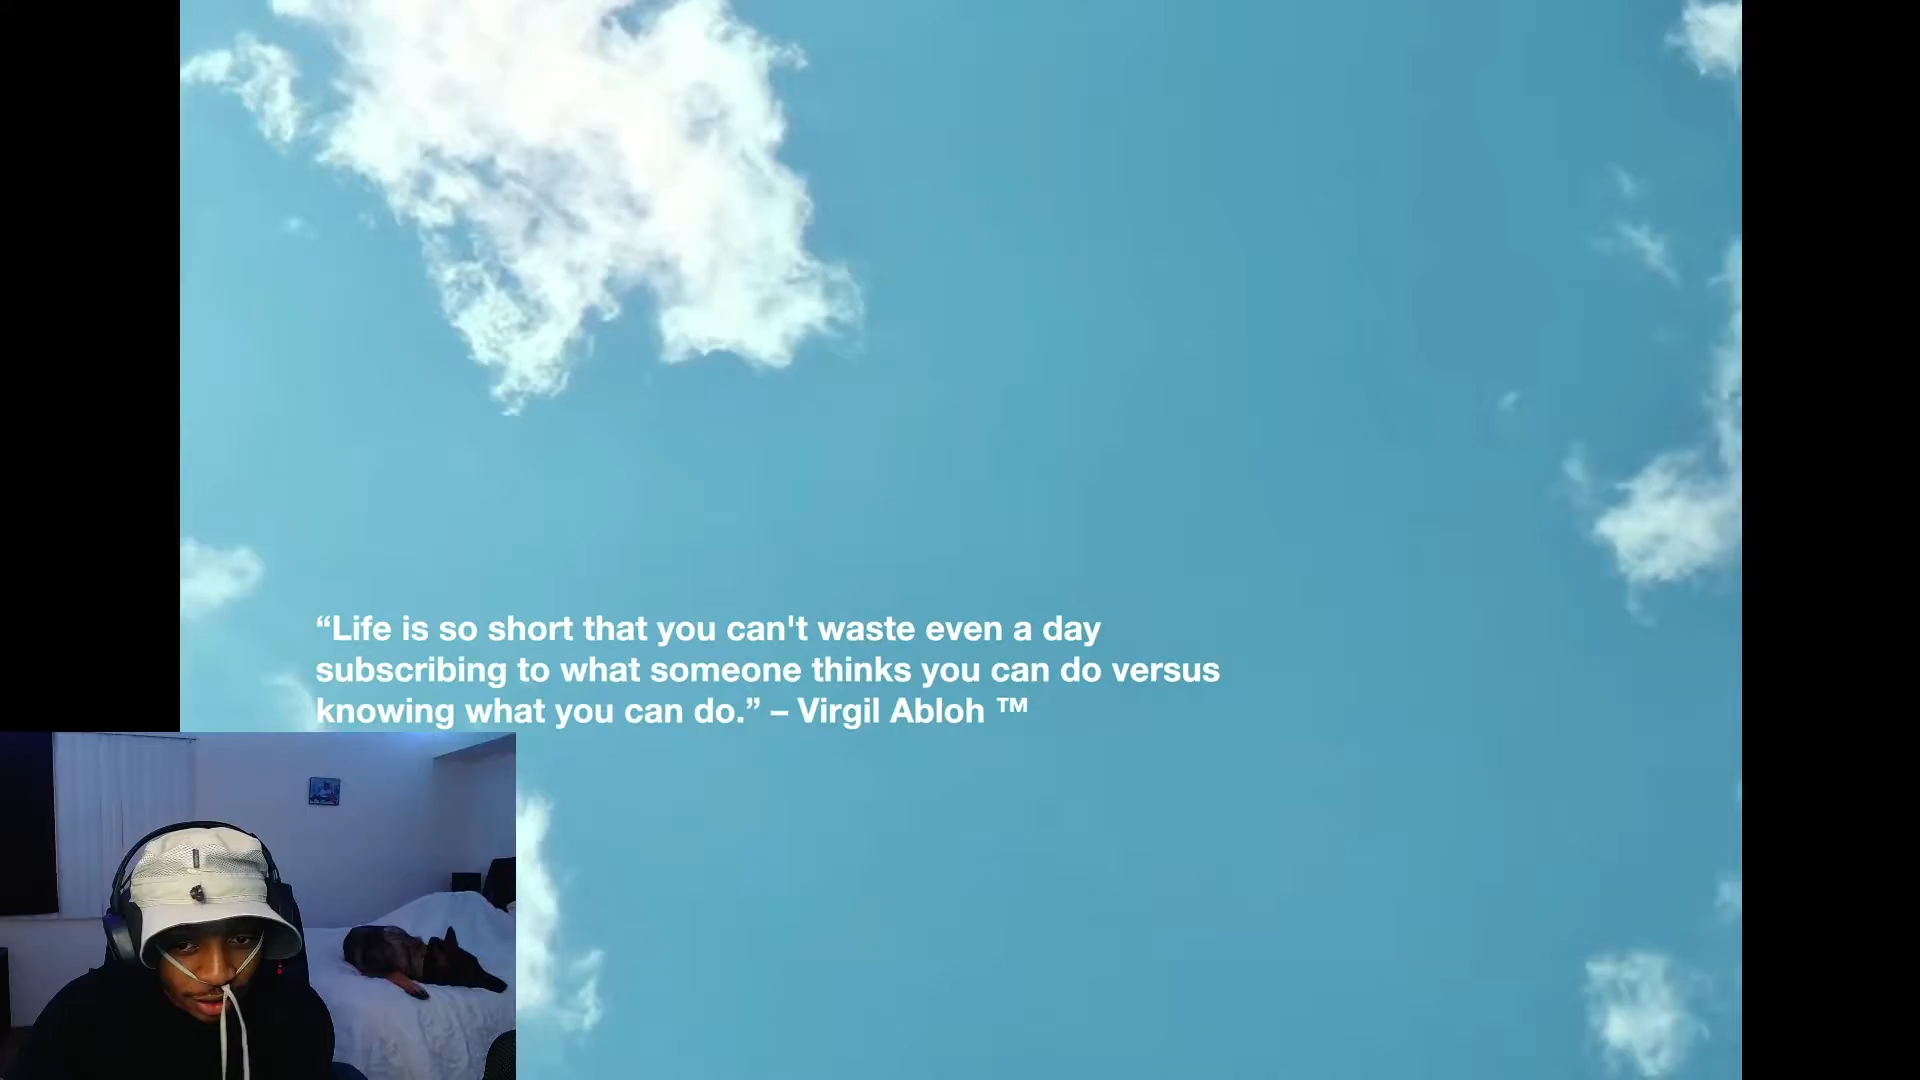 “Life is so short that you can't waste even a day
subscribing to what someone thinks you can do versus
knowing what you can do.” – Virgil Abloh ™